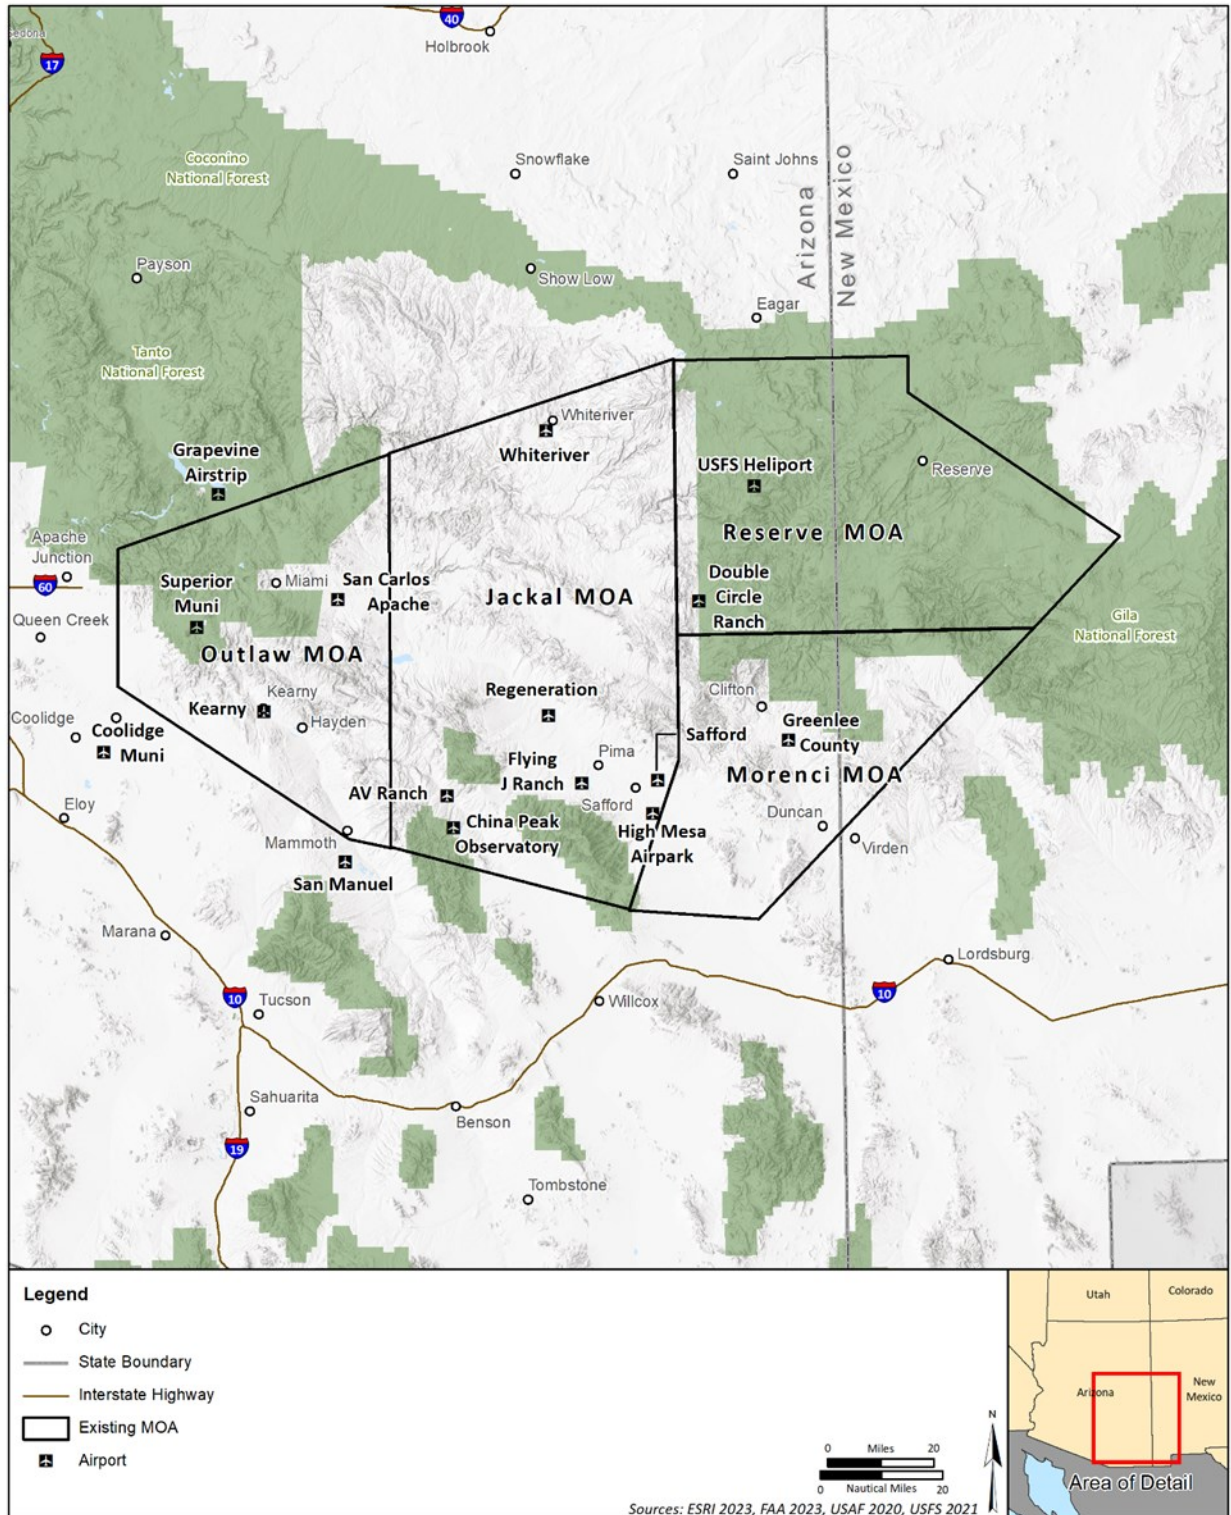 40
Holbrook
edona
17
Coconino
National Forest
Snowflake
Saint Johns
Arizona
New Mexico
Payson
Show Low
Eagar
Tanto
National Forest
Whiteriver
Whiteriver
Grapevine
Airstrip
USFS Heliport
Reserve
Reserve MOA
Apache
Junction
60
Superior
Muni
Miami
San Carlos
Apache
Jackal MOA
Double
Circle
Ranch
Queen Creek
Gila
National Forest
Outlaw MOA
Kearny
Kearny
Hayden
Regeneration
Clifton
Coolidge
Coolidge
Muni
Safford
Greenlee
County
Pima
Flying
J Ranch
Morenci MOA
AV Ranch
Safford
Eloy
China Peak
Observatory
High Mesa
Airpark
Duncan
Virden
Mammoth
San Manuel
Marana
Lordsburg
10
Tucson
Willcox
10
Sahuarita
Benson
19
Tombstone
Legend
City
State Boundary
Interstate Highway
Existing MOA
Airport
0 Miles 20
0 Nautical Miles 20
N
Sources: ESRI 2023, FAA 2023, USAF 2020, USFS 2021
Utah
Colorado
Arizona
New
Mexico
Area of Detail